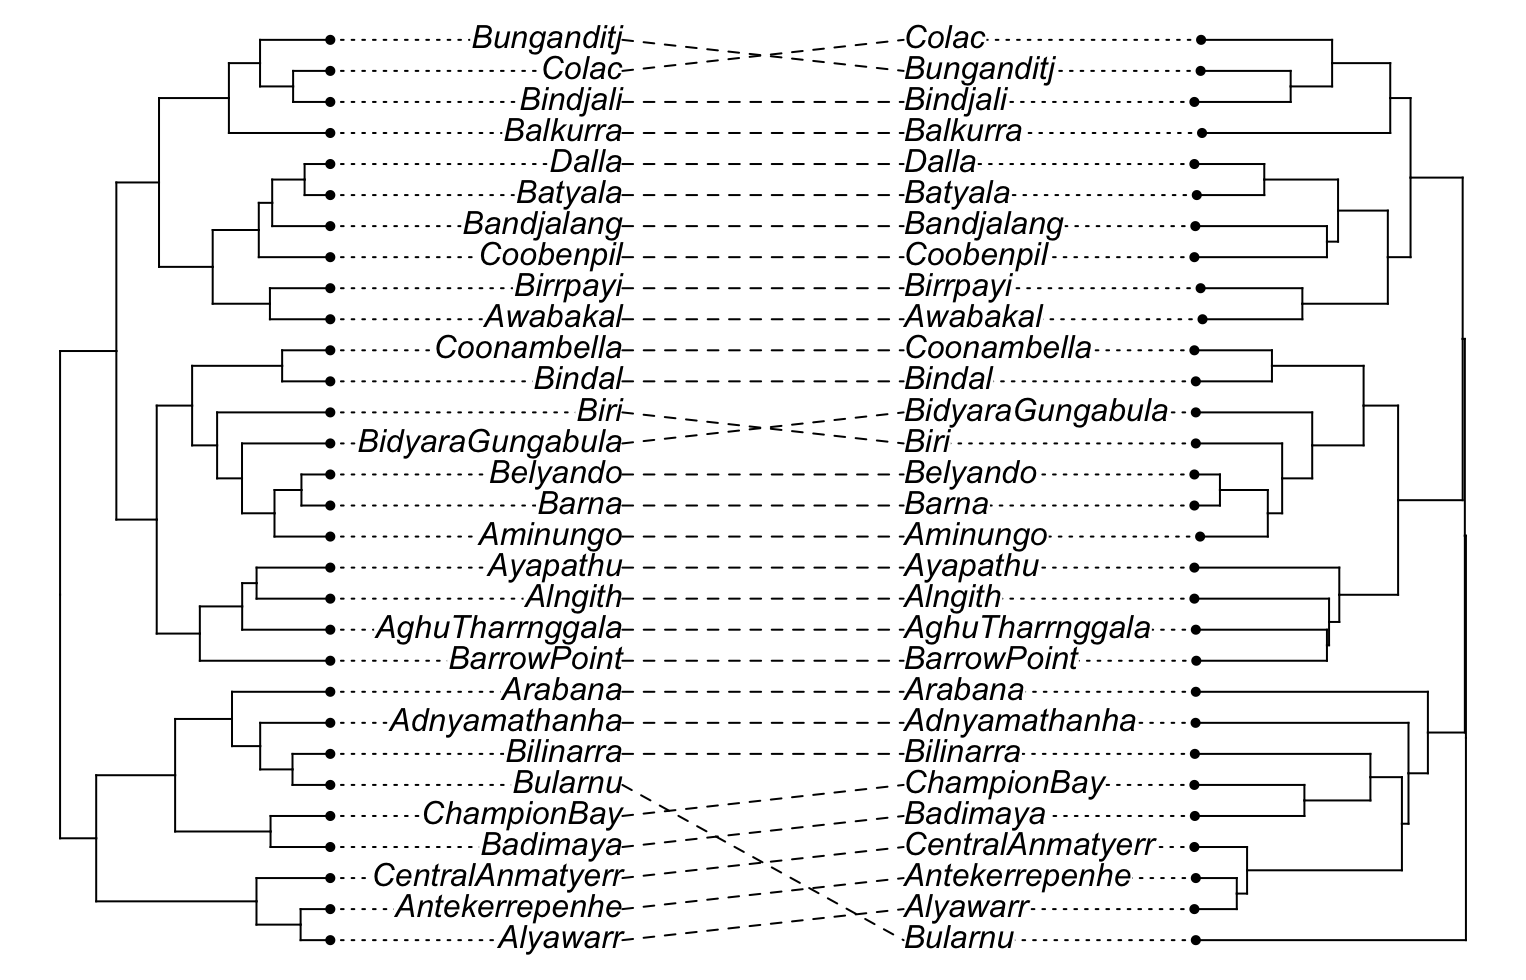 Bunganditj Colac
Colac Bunganditj
Bindjali Bindjali
Balkurra Balkurra
Dalla Dalla
Batyala Batyala
Bandjalang Bandjalang
Coobenpil Coobenpil
Birrpayi Birrpayi
Awabakal Awabakal
Coonambella Coonambella
Bindal Bindal
Biri BidyaraGungabula
BidyaraGungabula Biri
Belyando Belyando
Barna Barna
Aminungo Aminungo
Ayapathu Ayapathu
Alngith Alngith
AghuTharrnggala AghuTharrnggala
BarrowPoint BarrowPoint
Arabana Arabana
Adnyamathanha Adnyamathanha
Bilinarra Bilinarra
Bularnu ChampionBay
ChampionBay Badimaya
Badimaya CentralAnmatyerr
CentralAnmatyerr Antekerrepenhe
Antekerrepenhe Alyawarr
Alyawarr Bularnu